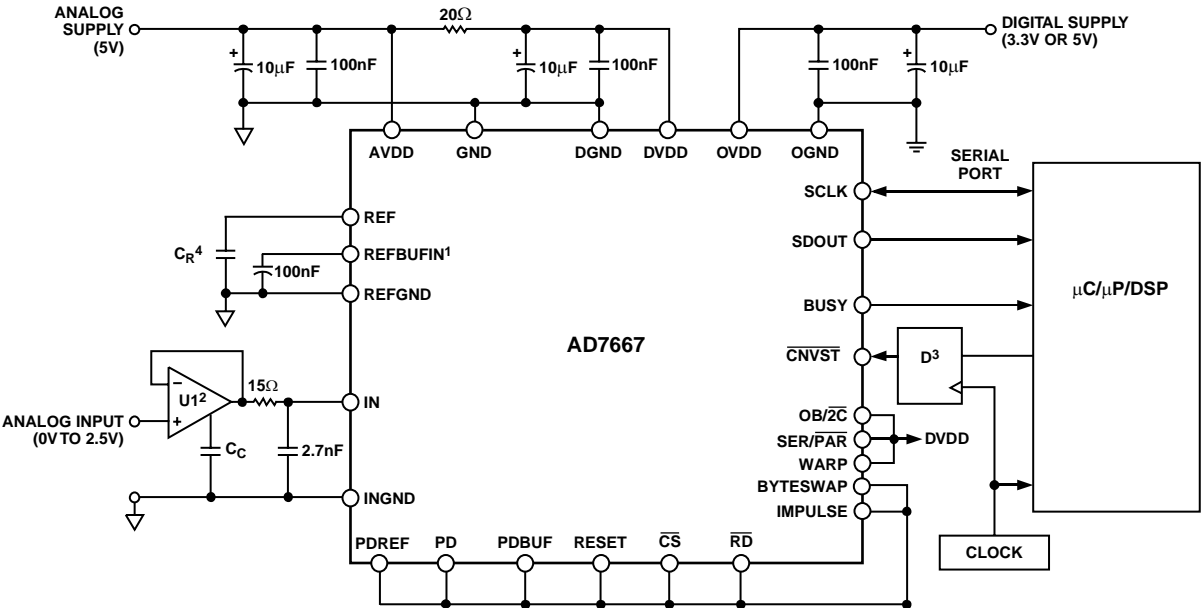 ANALOG
SUPPLY
(5V)
20Ω
DIGITAL SUPPLY
(3.3V OR 5V)
+
10μF
100nF
+
10μF
100nF
100nF
+
10μF
AVDD
GND
DGND
DVDD
OVDD
OGND
SERIAL
PORT
SCLK
REF
CR4
REFBUFIN1
100nF
REFGND
SDOUT
BUSY
μC/μP/DSP
AD7667
CNVST
D3
−
U12
+
15Ω
IN
ANALOG INPUT
(0V TO 2.5V)
CC
2.7nF
OB/2C
SER/PAR
DVDD
WARP
BYTESWAP
IMPULSE
INGND
PDREF
PD
PDBUF
RESET
CS
RD
CLOCK